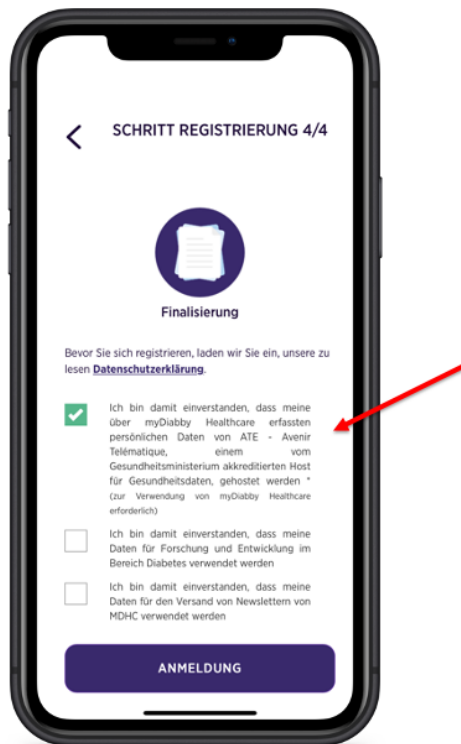 SCHRITT REGISTRIERUNG 4/4
Finalisierung
Bevor Sie sich registrieren, laden wir Sie ein, unsere zu
lesen Datenschutzerklärung.
Ich bin damit einverstanden, dass meine
über myDiabby Healthcare erfassten
persönlichen Daten von ATE - Avenir
Télématique, einem vom
Gesundheitsministerium akkreditierten Host
für Gesundheitsdaten, gehostet werden *
(zur Verwendung von myDiabby Healthcare
erforderlich)
Ich bin damit einverstanden, dass meine
Daten für Forschung und Entwicklung im
Bereich Diabetes verwendet werden
Ich bin damit einverstanden, dass meine
Daten für den Versand von Newslettern von
MDHC verwendet werden
ANMELDUNG